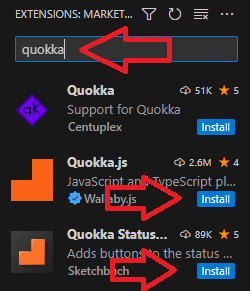 EXTENSIONS: MARKET...
quokka
Quokka 51K ★ 5
Support for Quokka
Centuplex Install
Quokka.js 2.6M ★ 4
JavaScript and TypeScript pl...
Wallaby.js Install
Quokka Status... 89K ★ 5
Adds buttons to the status
Sketchbuch Install
qk